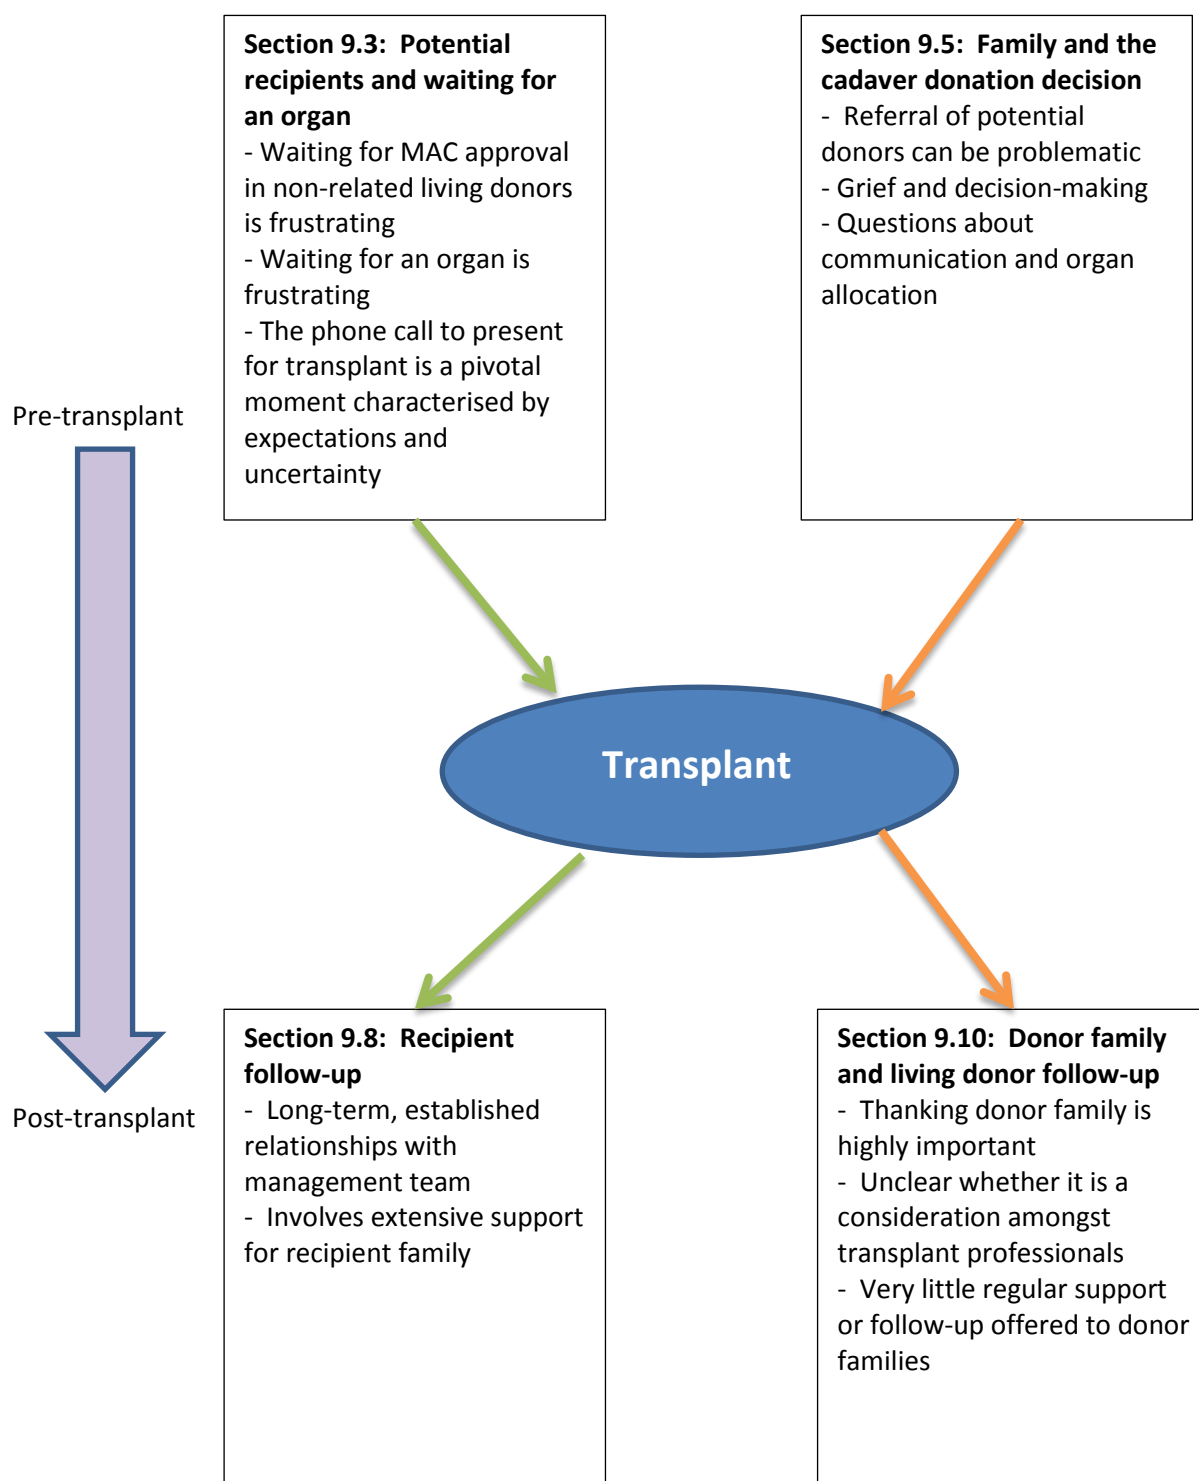 Section 9.3:  Potential
recipients and waiting for
an organ
- Waiting for MAC approval
in non-related living donors
is frustrating
- Waiting for an organ is
frustrating
- The phone call to present
for transplant is a pivotal
moment characterised by
expectations and
uncertainty
Section 9.5:  Family and the
cadaver donation decision
-  Referral of potential
donors can be problematic
- Grief and decision-making
- Questions about
communication and organ
allocation
Pre-transplant
Transplant
Post-transplant
Section 9.8:  Recipient
follow-up
-  Long-term, established
relationships with
management team
-  Involves extensive support
for recipient family
Section 9.10:  Donor family
and living donor follow-up
-  Thanking donor family is
highly important
-  Unclear whether it is a
consideration amongst
transplant professionals
-  Very little regular support
or follow-up offered to donor
families